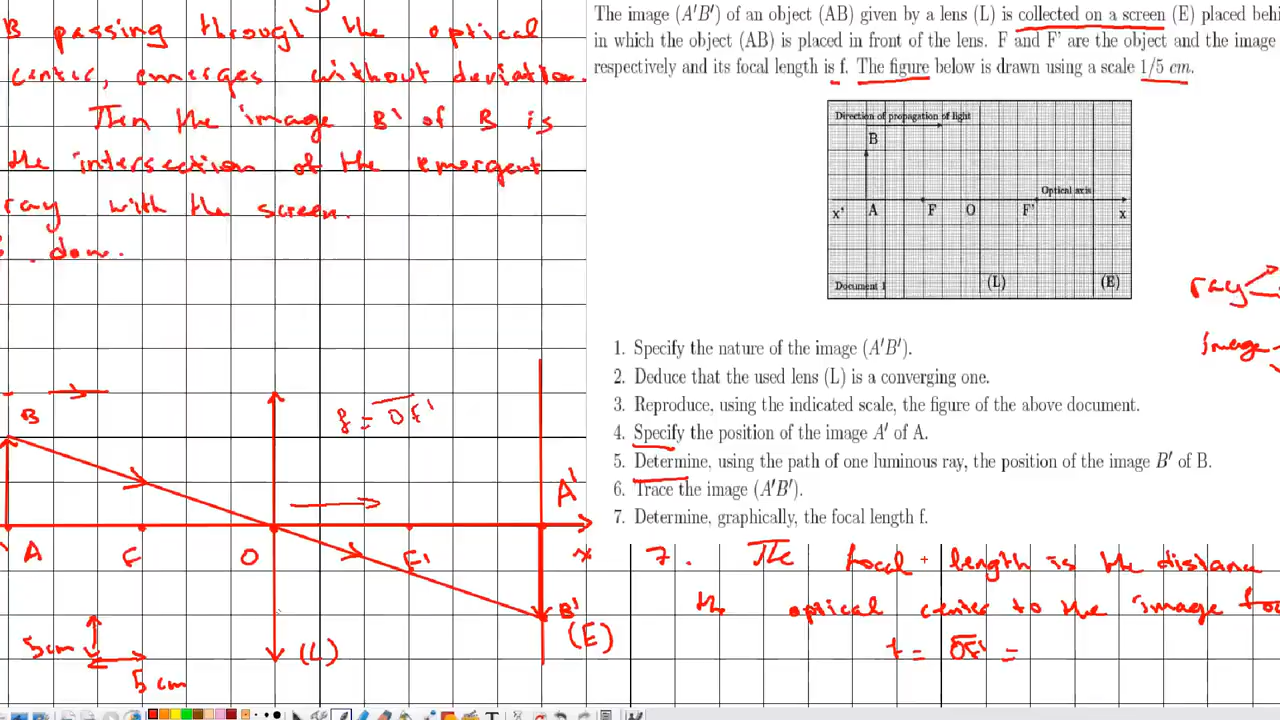 B passing through the optical
center, emerges without deviation.
Then the image B' of B is
the intersection of the emergent
ray with the screen.
The image (A'B') of an object (AB) given by a lens (L) is collected on a screen (E) placed
in which the object (AB) is placed in front of the lens. F and F' are the object and the image
respectively and its focal length is f. The figure below is drawn using a scale 1/5 cm.
Direction of propagation of light
B
Optical axis
x' A F O F' x
Document 1 (L) (E)
ray
Image
1. Specify the nature of the image (A'B').
2. Deduce that the used lens (L) is a converging one.
3. Reproduce, using the indicated scale, the figure of the above document.
4. Specify the position of the image A' of A.
5. Determine, using the path of one luminous ray, the position of the image B' of B.
6. Trace the image (A'B').
7. Determine, graphically, the focal length f.
B
f = OF'
A'
A F O F' x
B'
(E)
5cm
5 cm
(L)
7. The focal length is the distance
optical center to the image
f = OF' =